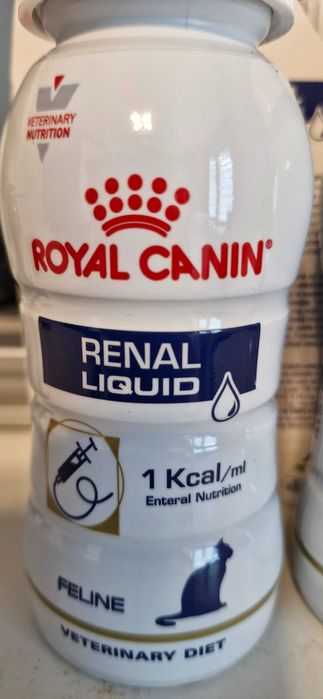 VETERINARY
NUTRITION
ROYAL CANIN®
RENAL
LIQUID
1 Kcal/ml
Enteral Nutrition
FELINE
VETERINARY DIET